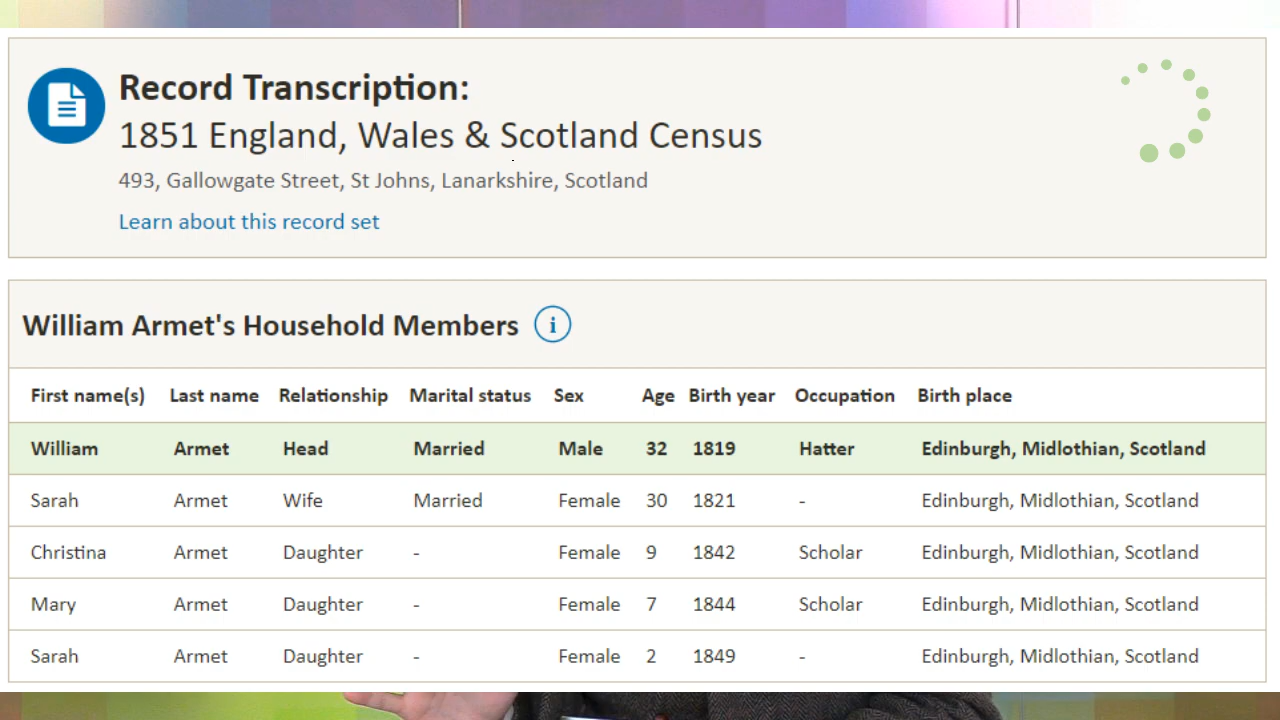 Record Transcription:
1851 England, Wales & Scotland Census
493, Gallowgate Street, St Johns, Lanarkshire, Scotland
Learn about this record set
William Armet's Household Members i
First name(s) Last name Relationship Marital status Sex Age Birth year Occupation Birth place
William Armet Head Married Male 32 1819 Hatter Edinburgh, Midlothian, Scotland
Sarah Armet Wife Married Female 30 1821 - Edinburgh, Midlothian, Scotland
Christina Armet Daughter - Female 9 1842 Scholar Edinburgh, Midlothian, Scotland
Mary Armet Daughter - Female 7 1844 Scholar Edinburgh, Midlothian, Scotland
Sarah Armet Daughter - Female 2 1849 - Edinburgh, Midlothian, Scotland